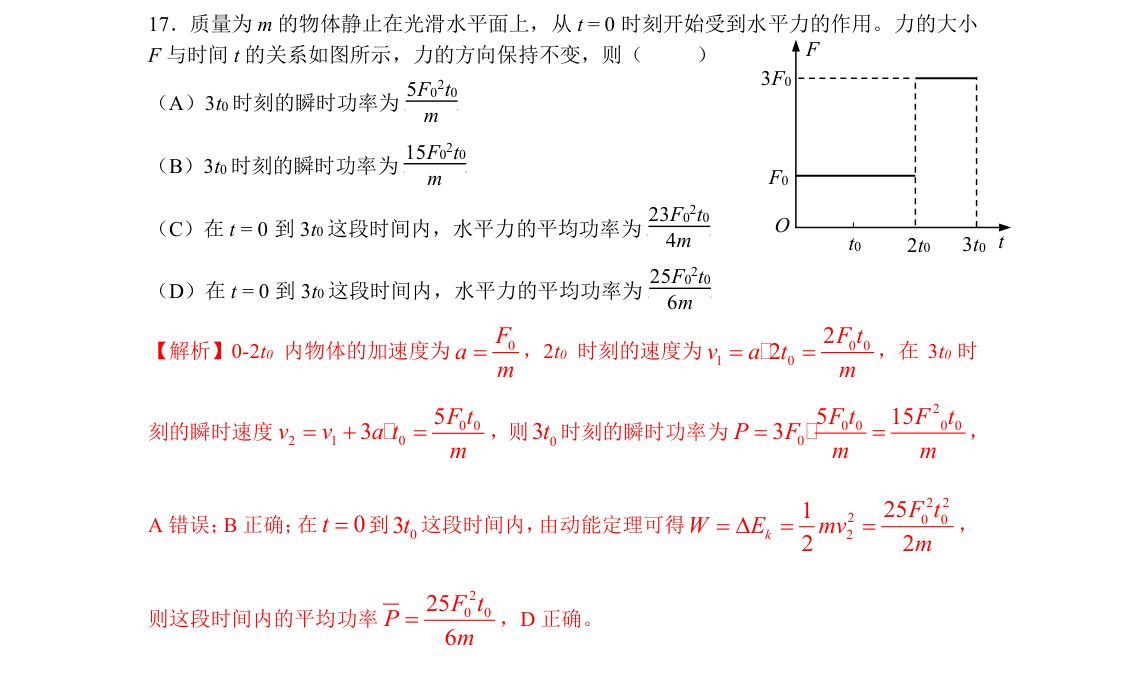 17．质量为 m 的物体静止在光滑水平面上，从 t = 0 时刻开始受到水平力的作用。力的大小
F 与时间 t 的关系如图所示，力的方向保持不变，则（　　）
（A）3t₀ 时刻的瞬时功率为 5F₀²t₀/m
（B）3t₀ 时刻的瞬时功率为 15F₀²t₀/m
（C）在 t = 0 到 3t₀ 这段时间内，水平力的平均功率为 23F₀²t₀/4m
（D）在 t = 0 到 3t₀ 这段时间内，水平力的平均功率为 25F₀²t₀/6m
F
3F₀
F₀
O
t₀ 2t₀ 3t₀ t
【解析】0-2t₀ 内物体的加速度为 a = F₀/m，2t₀ 时刻的速度为 v₁ = a□2t₀ = 2F₀t₀/m，在 3t₀ 时
刻的瞬时速度 v₂ = v₁ + 3a□t₀ = 5F₀t₀/m，则 3t₀ 时刻的瞬时功率为 P = 3F₀□5F₀t₀/m = 15F²₀t₀/m，
A 错误；B 正确；在 t = 0 到 3t₀ 这段时间内，由动能定理可得 W = ΔEₖ = 1/2 mv₂² = 25F₀²t₀²/2m，
则这段时间内的平均功率 P̅ = 25F₀²t₀/6m，D 正确。